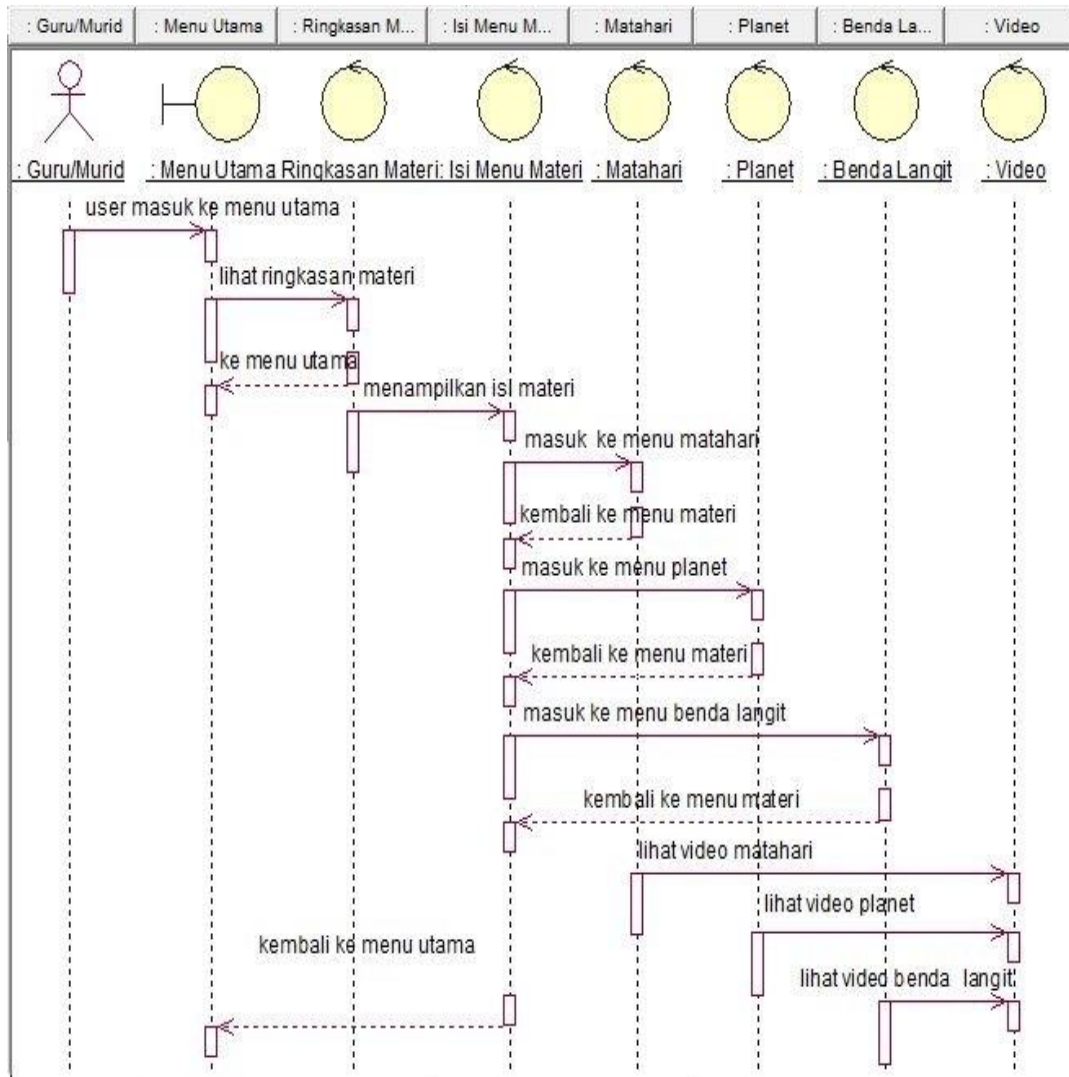 : Guru/Murid : Menu Utama : Ringkasan M... : Isi Menu M... : Matahari : Planet : Benda La... : Video
: Guru/Murid : Menu Utama Ringkasan Materi : Isi Menu Materi : Matahari : Planet : Benda Langit : Video
user masuk ke menu utama
lihat ringkasan materi
ke menu utama
menampilkan isI materi
masuk ke menu matahari
kembali ke menu materi
masuk ke menu planet
kembali ke menu materi
masuk ke menu benda langit
kembali ke menu materi
lihat video matahari
lihat video planet
kembali ke menu utama
lihat video benda langit